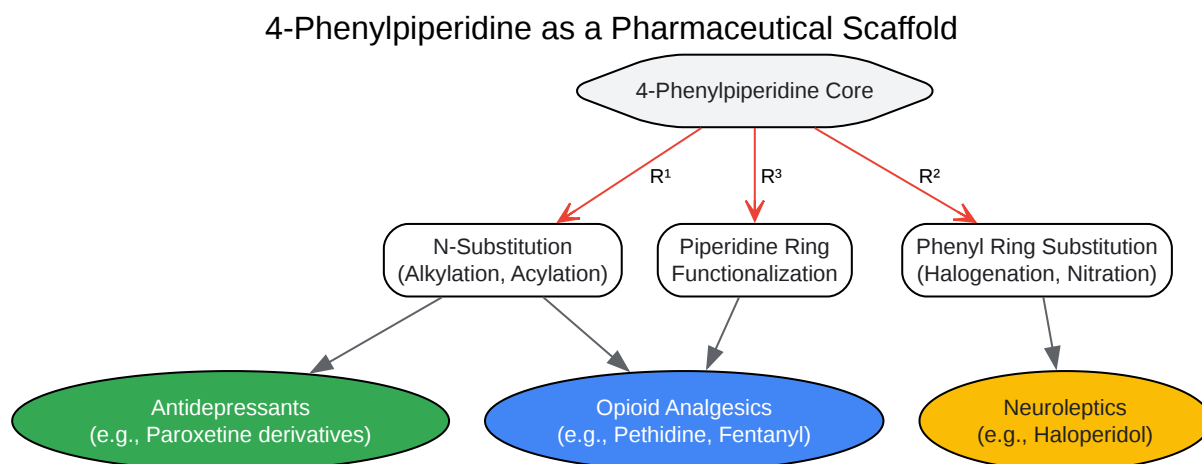 4-Phenylpiperidine as a Pharmaceutical Scaffold
4-Phenylpiperidine Core
R¹
R³
R²
N-Substitution
(Alkylation, Acylation)
Piperidine Ring
Functionalization
Phenyl Ring Substitution
(Halogenation, Nitration)
Antidepressants
(e.g., Paroxetine derivatives)
Opioid Analgesics
(e.g., Pethidine, Fentanyl)
Neuroleptics
(e.g., Haloperidol)